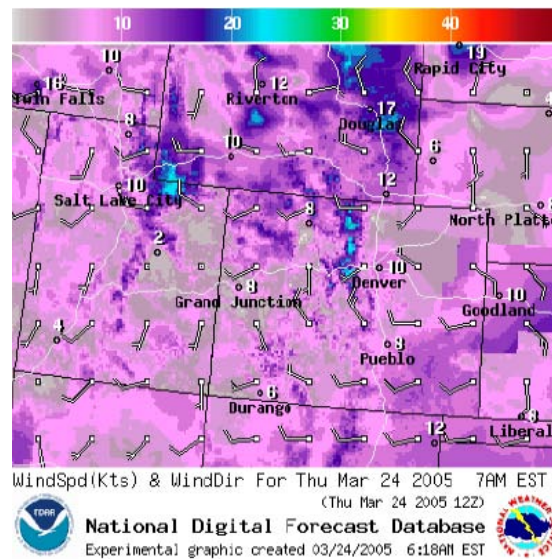 10 20 30 40
10
19
Rapid City
16
Twin Falls
12
Riverton
17
Douglas
8
10
6
10
Salt Lake City
12
North Platt
8
2
8
Grand Junction
10
Denver
10
Goodland
4
8
Pueblo
6
Durango
8
Liberal
12
WindSpd(Kts) & WindDir For Thu Mar 24 2005 7AM EST
(Thu Mar 24 2005 12Z)
NOAA
National Digital Forecast Database
Experimental graphic created 03/24/2005 6:18AM EST